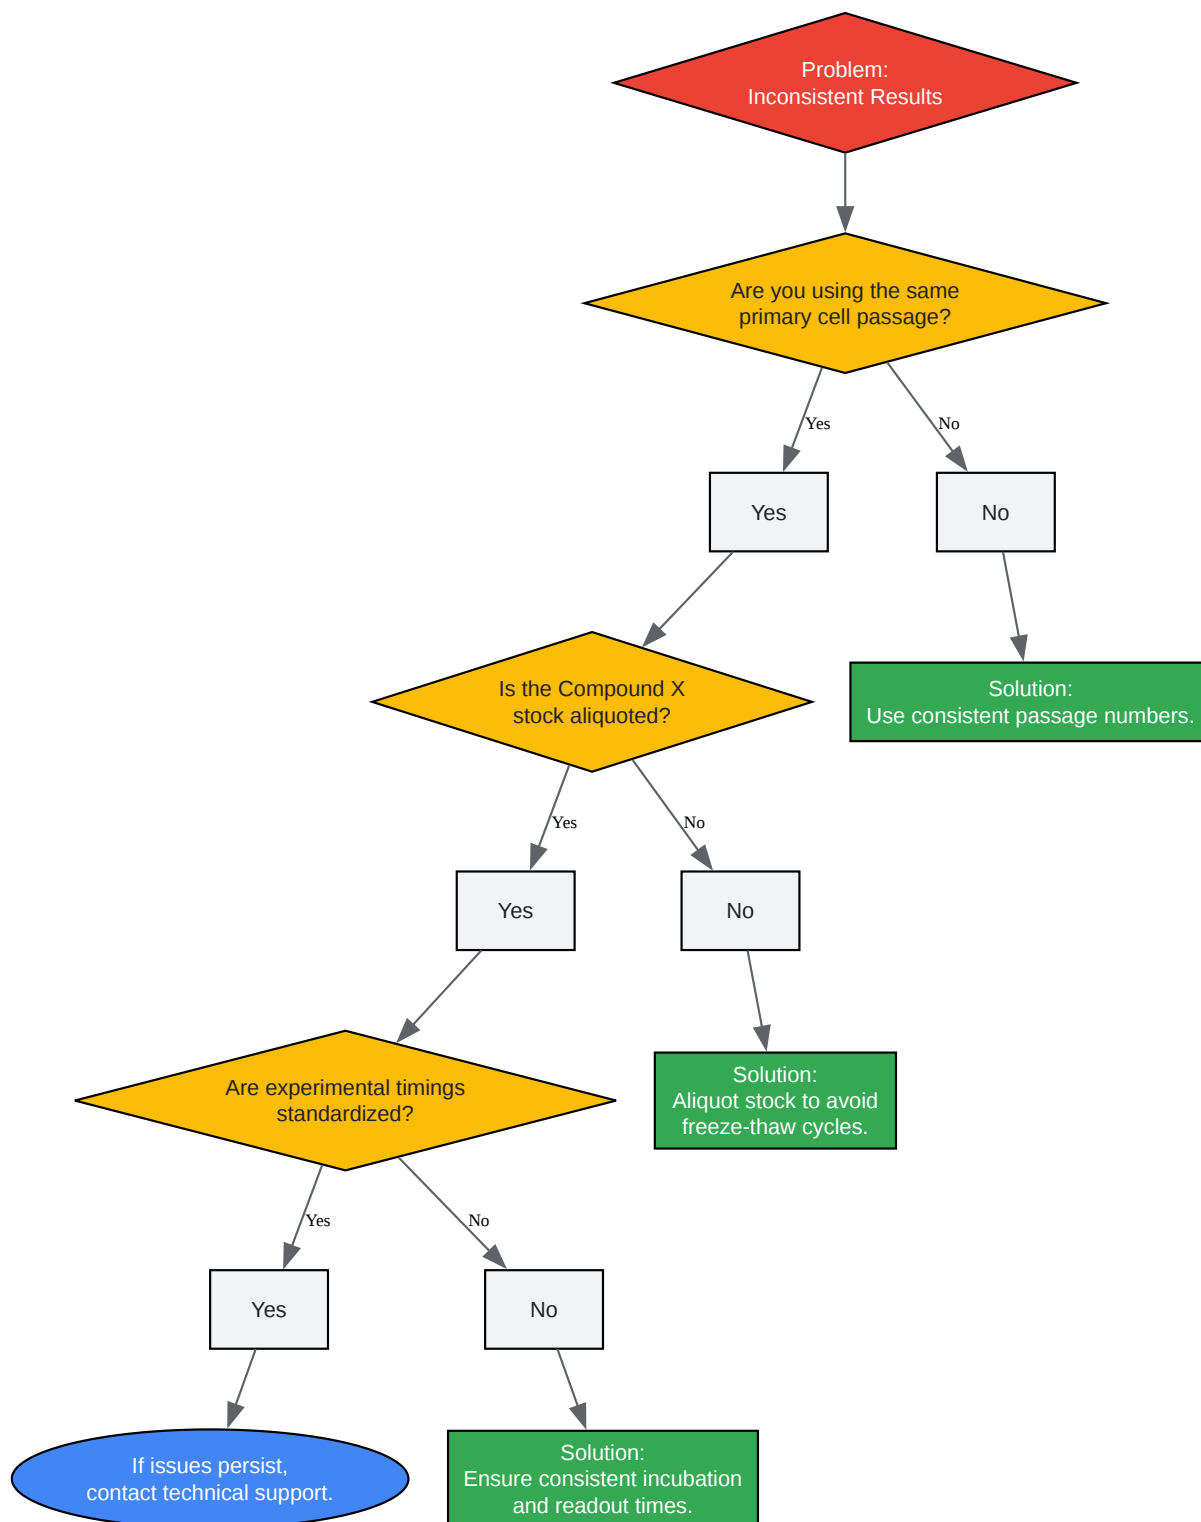 Problem:
Inconsistent Results
Are you using the same
primary cell passage?
Yes
No
Yes
No
Is the Compound X
stock aliquoted?
Solution:
Use consistent passage numbers.
Yes
No
Yes
No
Are experimental timings
standardized?
Solution:
Aliquot stock to avoid
freeze-thaw cycles.
Yes
No
Yes
No
If issues persist,
contact technical support.
Solution:
Ensure consistent incubation
and readout times.